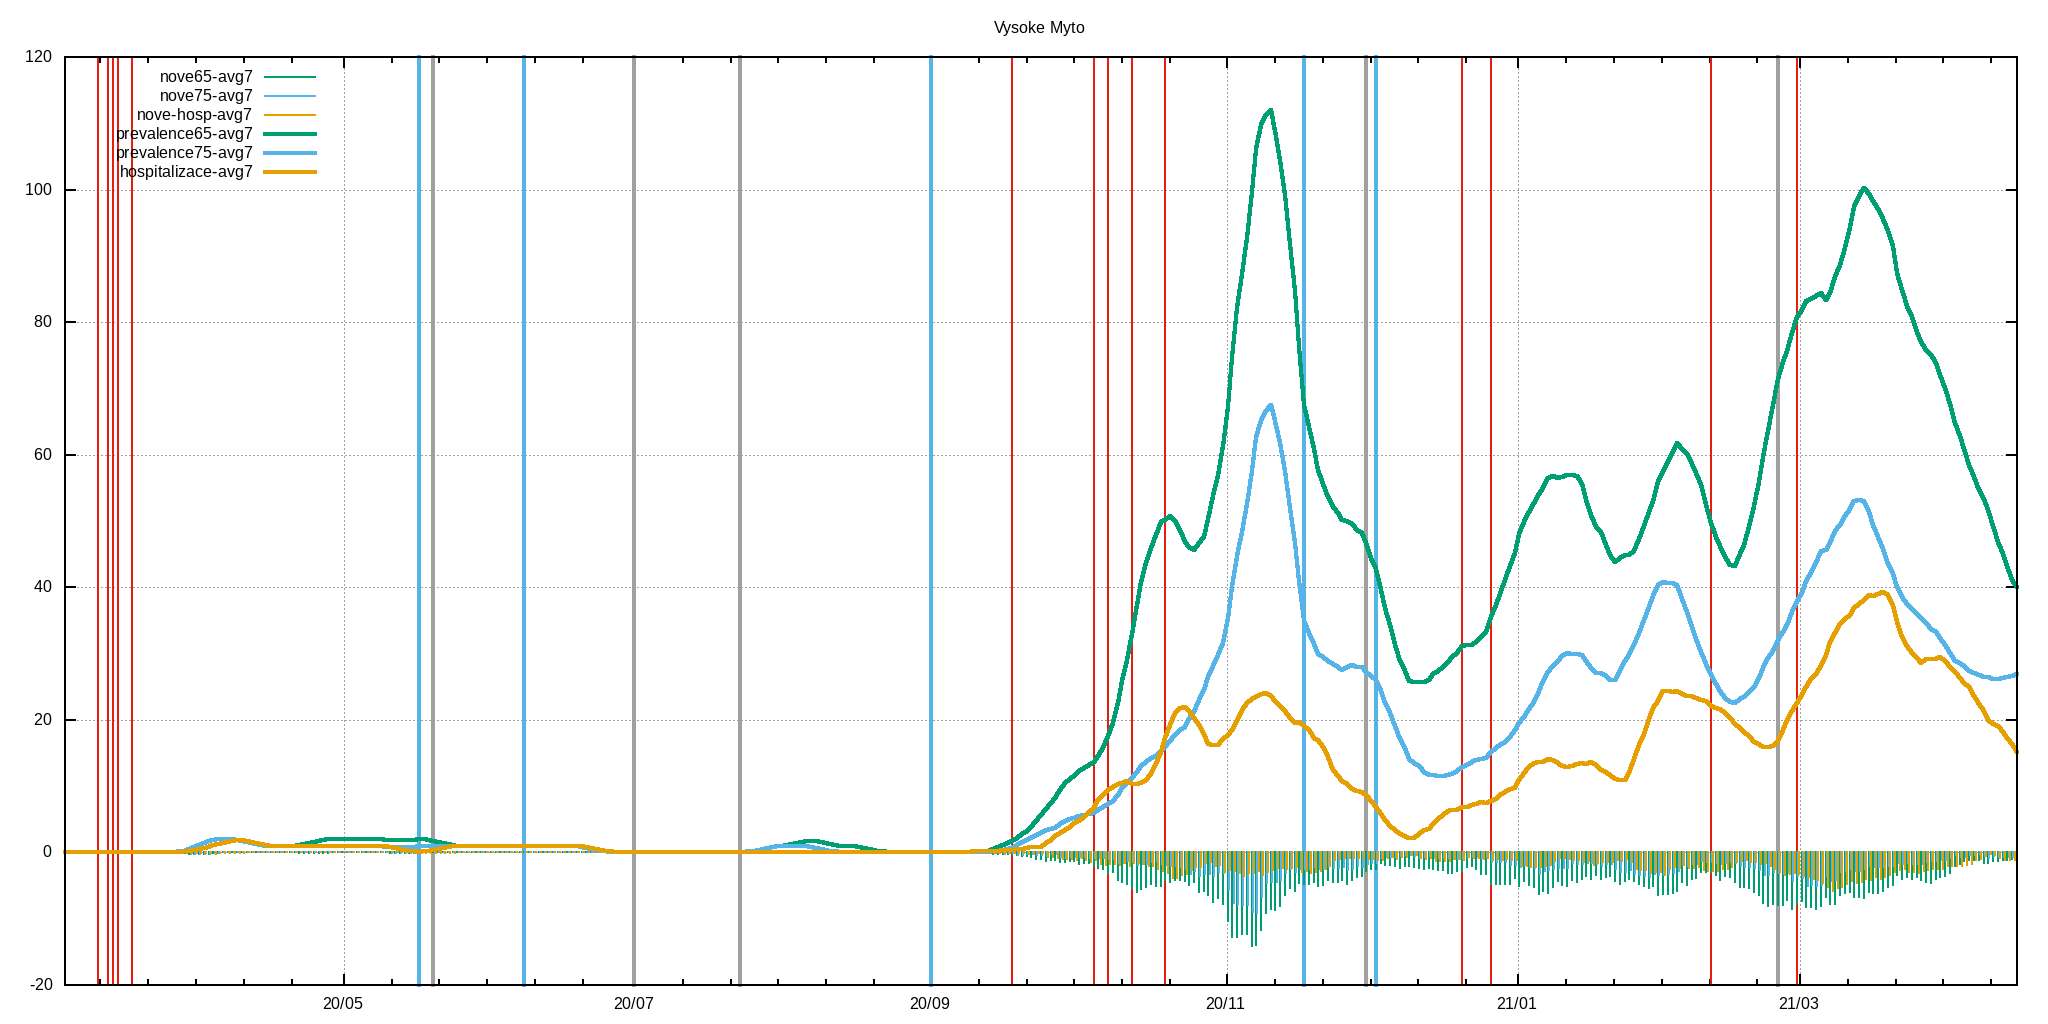 Vysoke Myto
120
100
80
60
40
20
0
-20
nove65-avg7
nove75-avg7
nove-hosp-avg7
prevalence65-avg7
prevalence75-avg7
hospitalizace-avg7
20/05 20/07 20/09 20/11 21/01 21/03